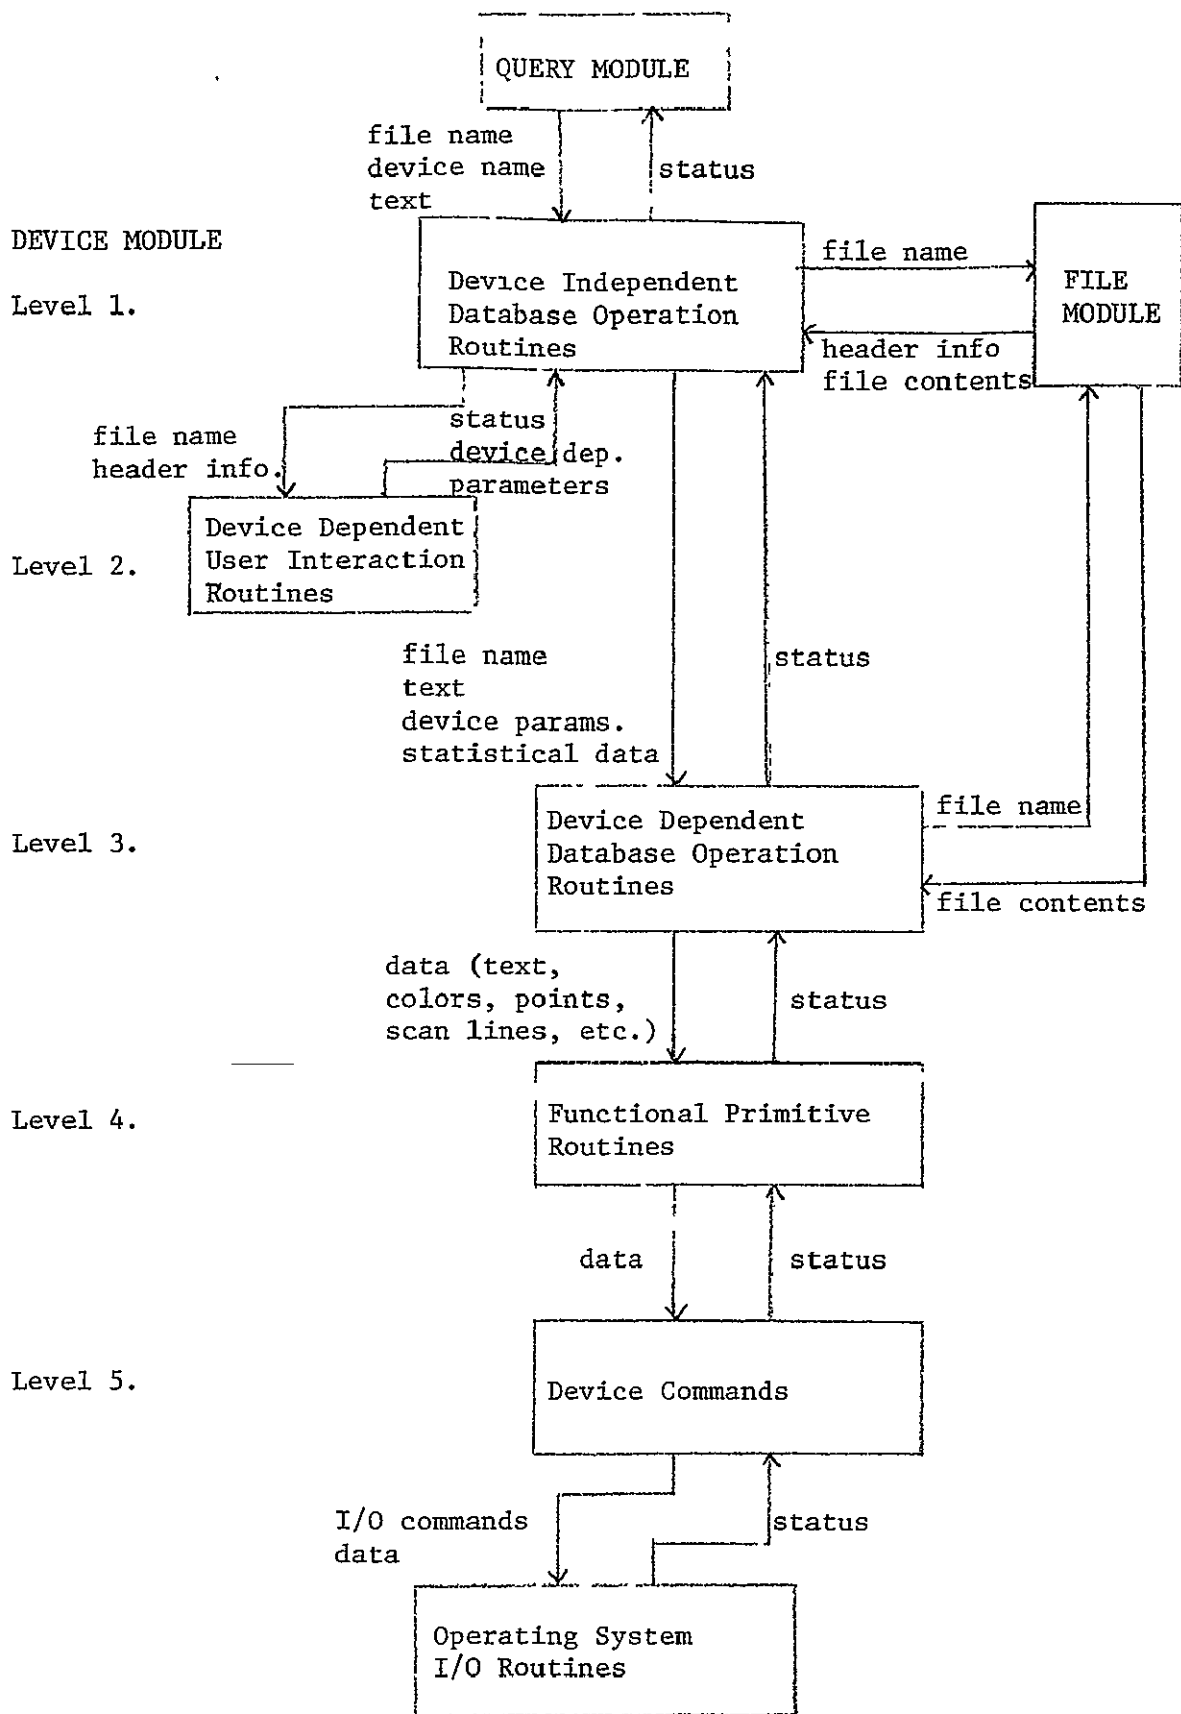 QUERY MODULE
file name
device name
text
status
DEVICE MODULE
Level 1.
Device Independent
Database Operation
Routines
file name
header info
file contents
FILE
MODULE
file name
header info.
status
device dep.
parameters
Level 2.
Device Dependent
User Interaction
Routines
file name
text
device params.
statistical data
status
Level 3.
Device Dependent
Database Operation
Routines
file name
file contents
data (text,
colors, points,
scan lines, etc.)
status
Level 4.
Functional Primitive
Routines
data
status
Level 5.
Device Commands
I/O commands
data
status
Operating System
I/O Routines